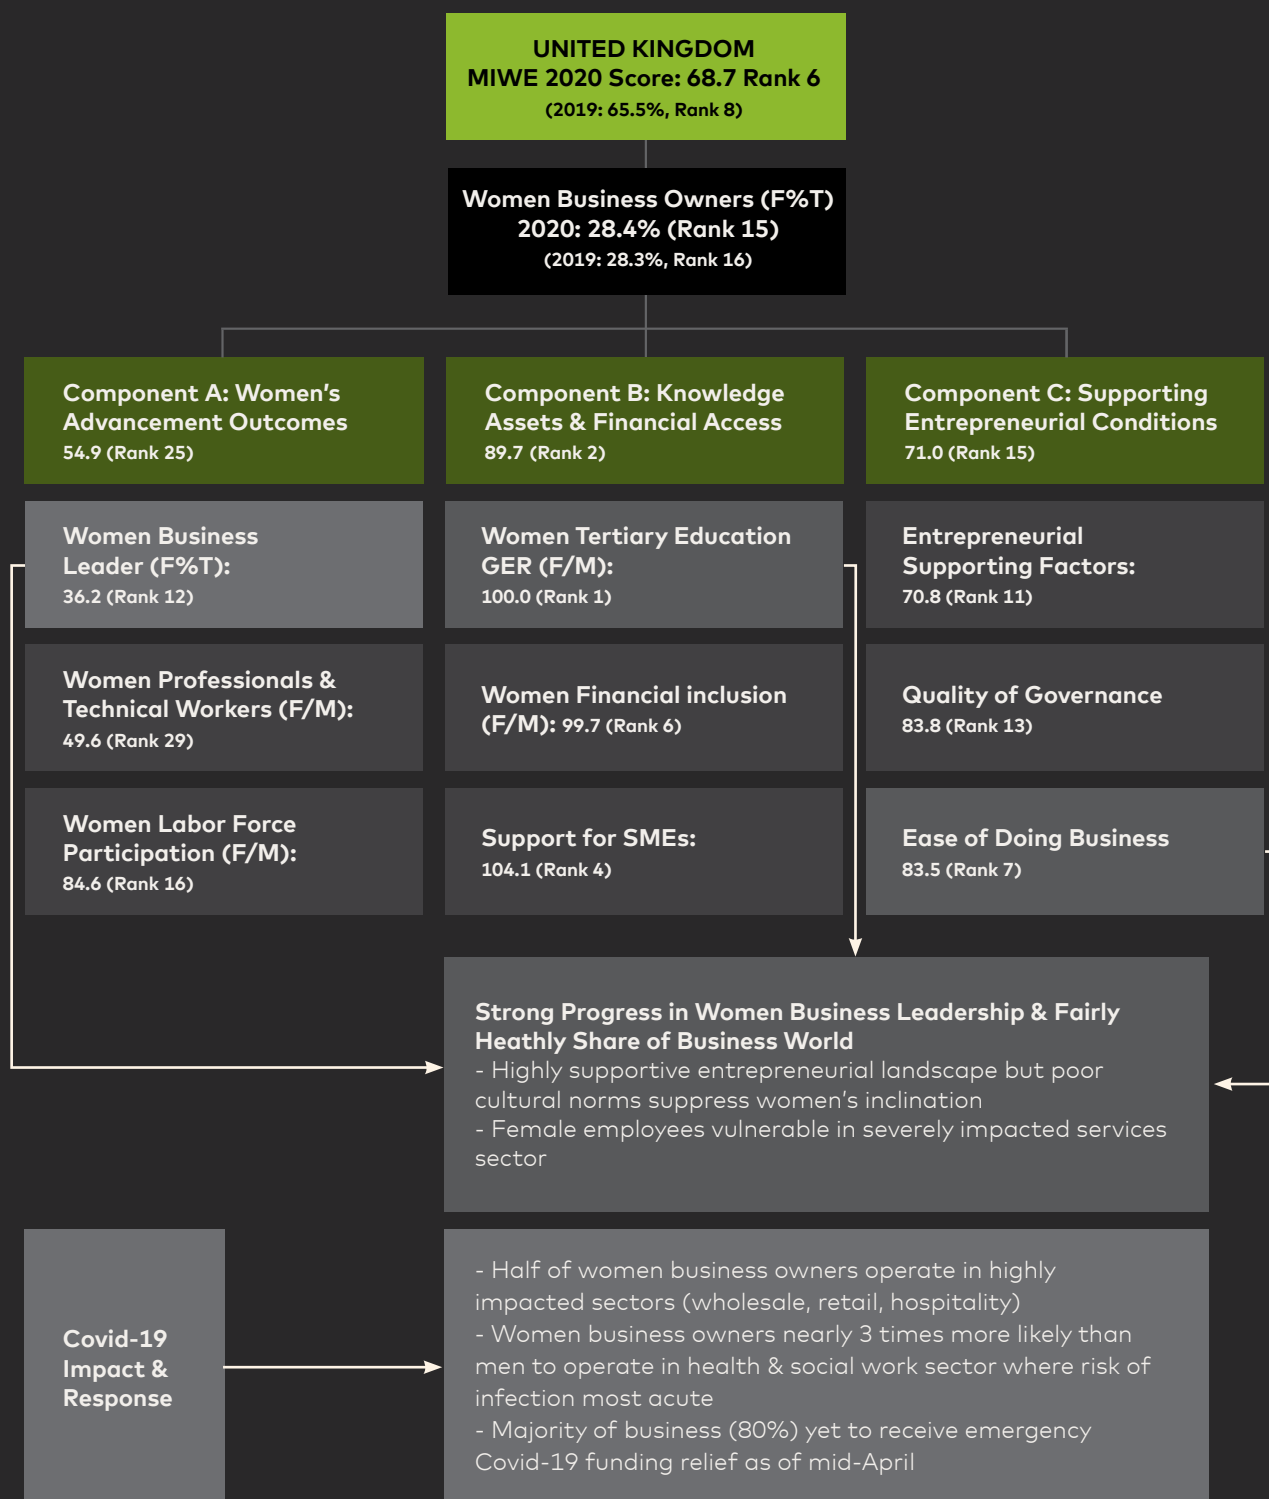 UNITED KINGDOM
MIWE 2020 Score: 68.7 Rank 6
(2019: 65.5%, Rank 8)
Women Business Owners (F%T)
2020: 28.4% (Rank 15)
(2019: 28.3%, Rank 16)
Component A: Women's
Advancement Outcomes
54.9 (Rank 25)
Component B: Knowledge
Assets & Financial Access
89.7 (Rank 2)
Component C: Supporting
Entrepreneurial Conditions
71.0 (Rank 15)
Women Business
Leader (F%T):
36.2 (Rank 12)
Women Tertiary Education
GER (F/M):
100.0 (Rank 1)
Entrepreneurial
Supporting Factors:
70.8 (Rank 11)
Women Professionals &
Technical Workers (F/M):
49.6 (Rank 29)
Women Financial inclusion
(F/M): 99.7 (Rank 6)
Quality of Governance
83.8 (Rank 13)
Women Labor Force
Participation (F/M):
84.6 (Rank 16)
Support for SMEs:
104.1 (Rank 4)
Ease of Doing Business
83.5 (Rank 7)
Strong Progress in Women Business Leadership & Fairly
Heathly Share of Business World
- Highly supportive entrepreneurial landscape but poor
cultural norms suppress women's inclination
- Female employees vulnerable in severely impacted services
sector
Covid-19
Impact &
Response
- Half of women business owners operate in highly
impacted sectors (wholesale, retail, hospitality)
- Women business owners nearly 3 times more likely than
men to operate in health & social work sector where risk of
infection most acute
- Majority of business (80%) yet to receive emergency
Covid-19 funding relief as of mid-April